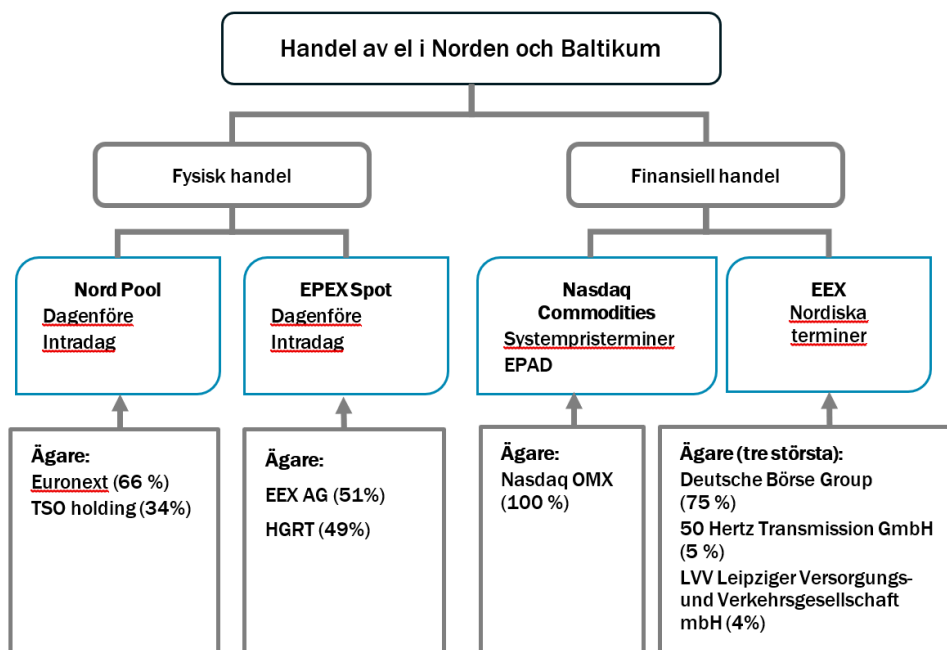 Handel av el i Norden och Baltikum
Fysisk handel
Finansiell handel
Nord Pool
Dagenföre
Intradag
EPEX Spot
Dagenföre
Intradag
Nasdaq
Commodities
Systempristerminer
EPAD
EEX
Nordiska
terminer
Ägare:
Euronext (66 %)
TSO holding (34%)
Ägare:
EEX AG (51%)
HGRT (49%)
Ägare:
Nasdaq OMX
(100 %)
Ägare (tre största):
Deutsche Börse Group
(75 %)
50 Hertz Transmission GmbH
(5 %)
LVV Leipziger Versorgungs-
und Verkehrsgesellschaft
mbH (4%)